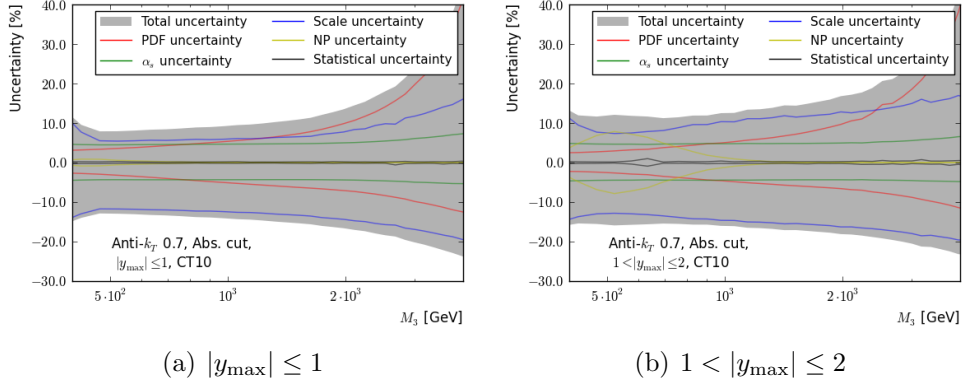 Uncertainty [%]
40.0
30.0
20.0
10.0
0.0
−10.0
−20.0
−30.0
Total uncertainty
PDF uncertainty
αs uncertainty
Scale uncertainty
NP uncertainty
Statistical uncertainty
Anti-kT 0.7, Abs. cut,
|ymax| ≤1, CT10
5·10² 10³ 2·10³
M3 [GeV]
(a) |ymax| ≤ 1
Uncertainty [%]
40.0
30.0
20.0
10.0
0.0
−10.0
−20.0
−30.0
Total uncertainty
PDF uncertainty
αs uncertainty
Scale uncertainty
NP uncertainty
Statistical uncertainty
Anti-kT 0.7, Abs. cut,
1<|ymax| ≤2, CT10
5·10² 10³ 2·10³
M3 [GeV]
(b) 1 < |ymax| ≤ 2